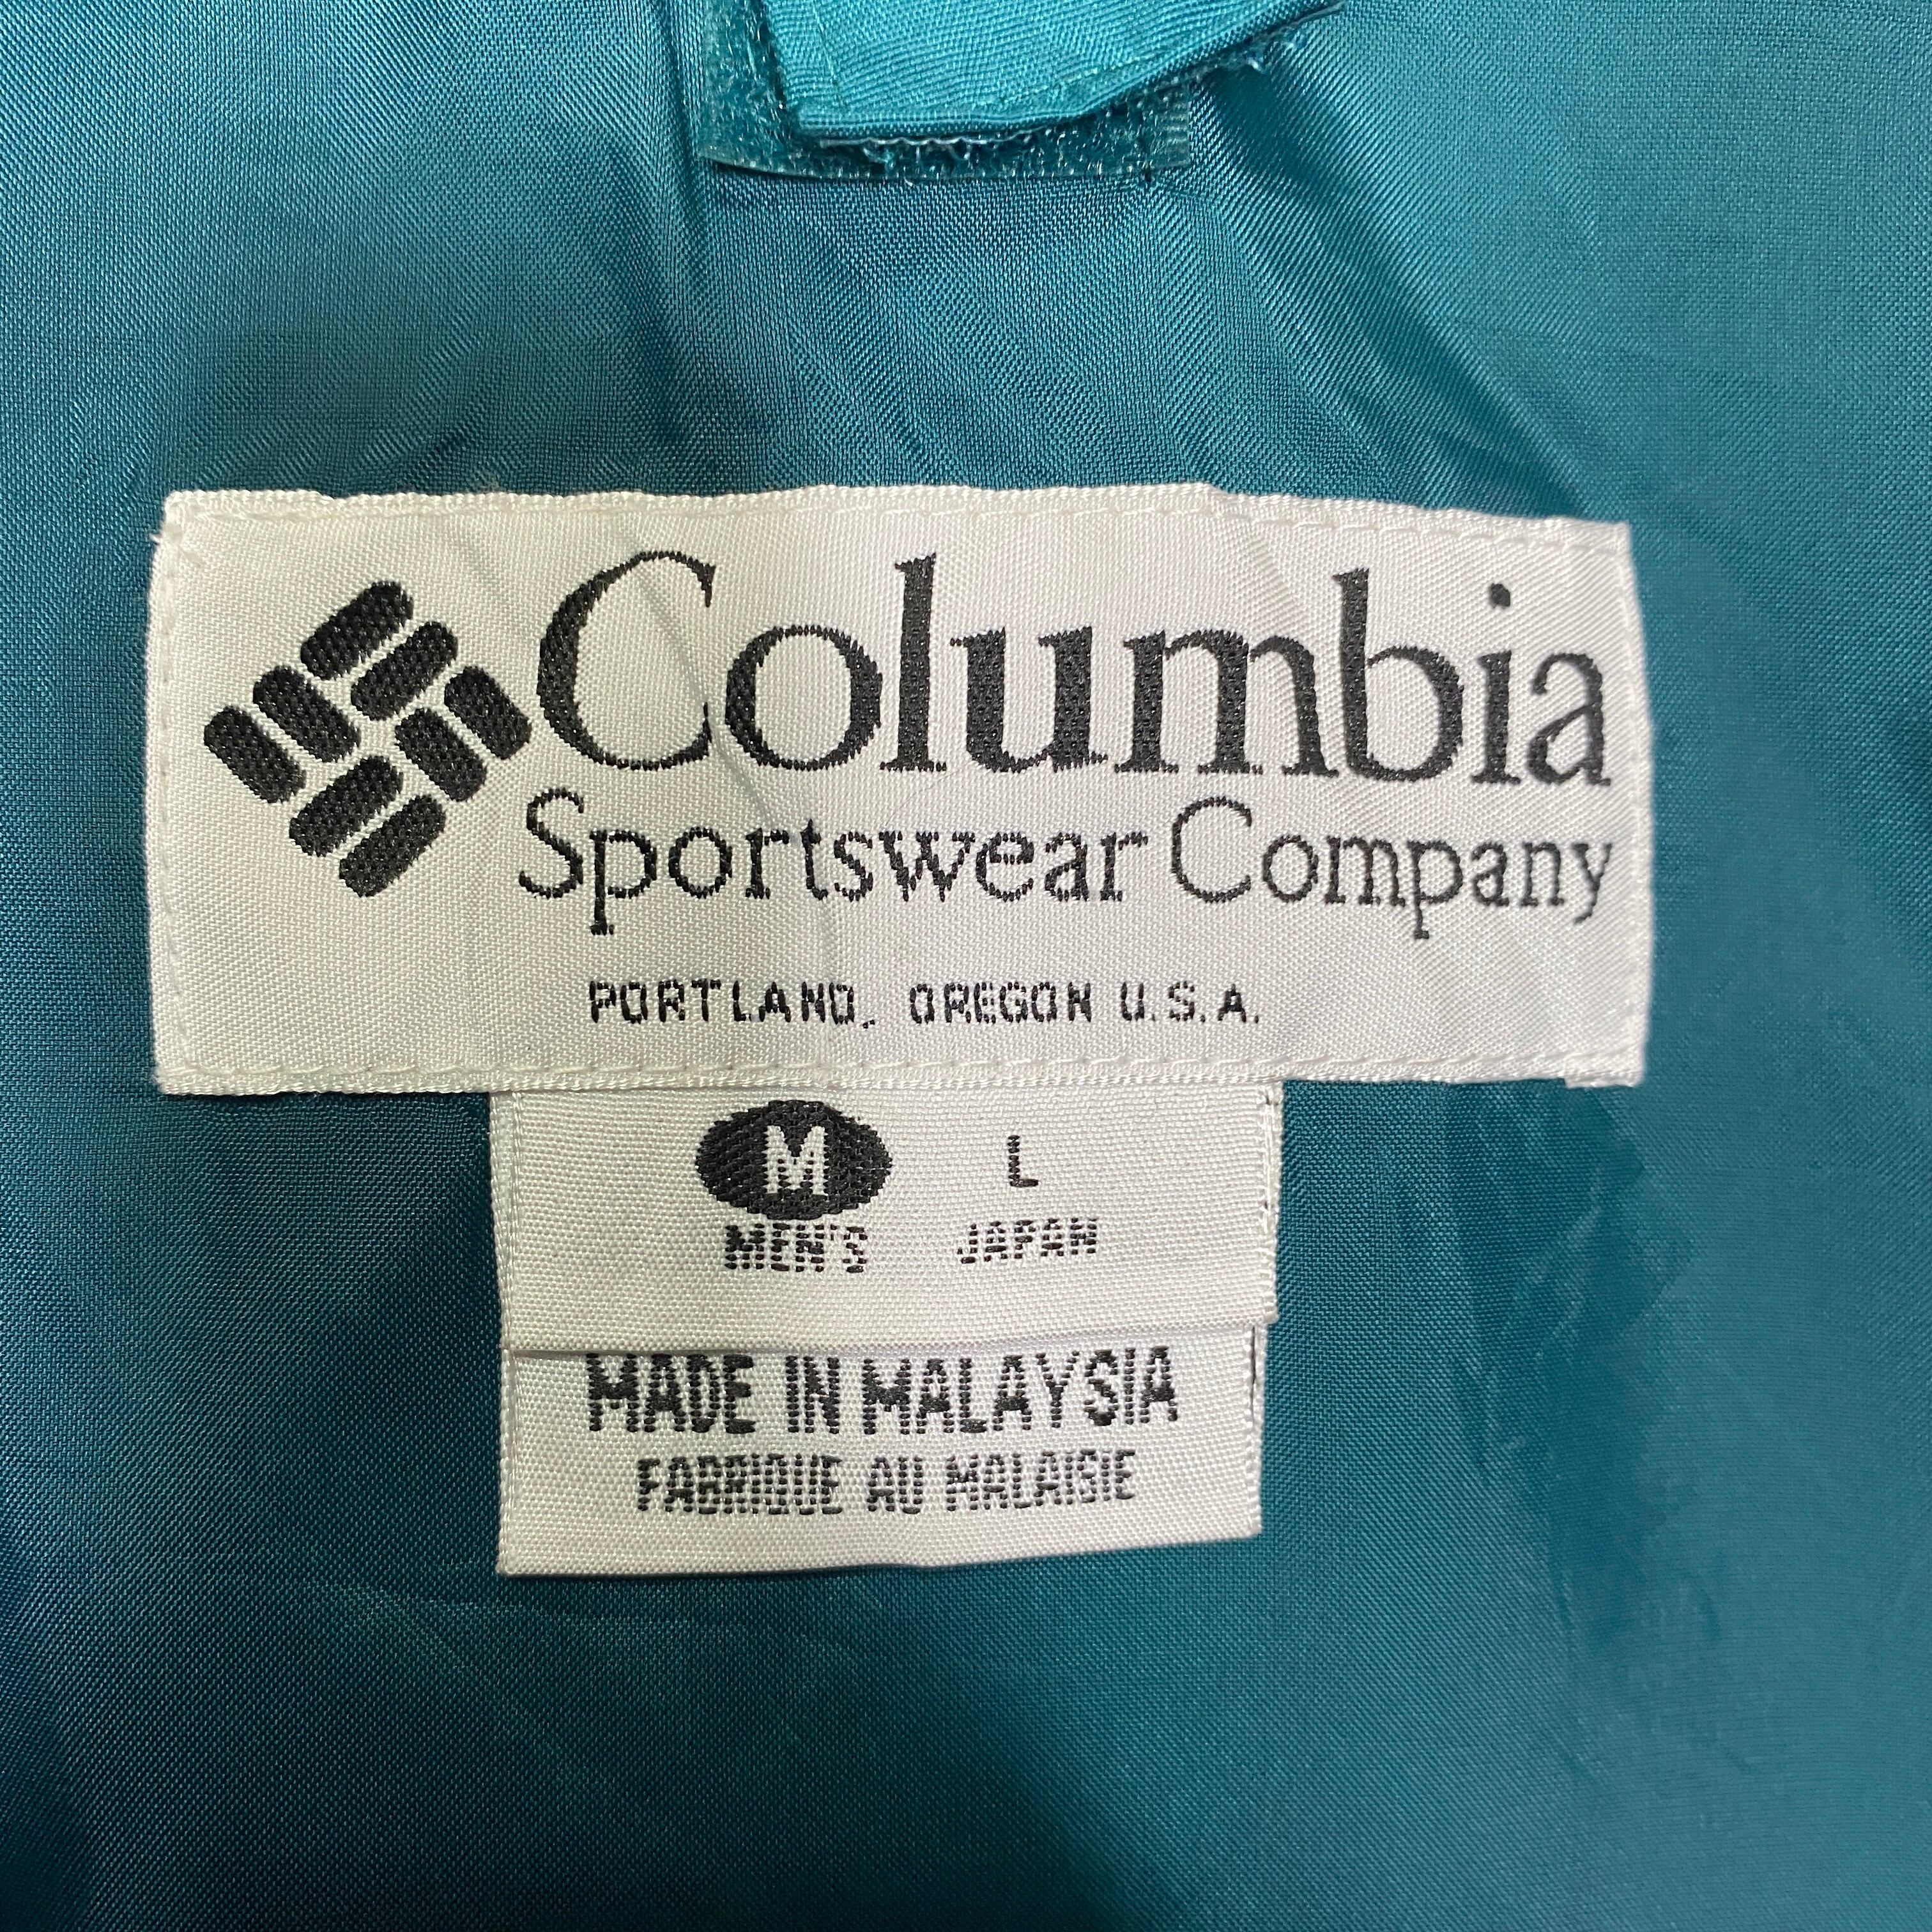 Columbia
Sportswear Company
PORTLAND, OREGON U.S.A.
M L
MEN'S JAPAN
MADE IN MALAYSIA
FABRIQUE AU MALAISIE